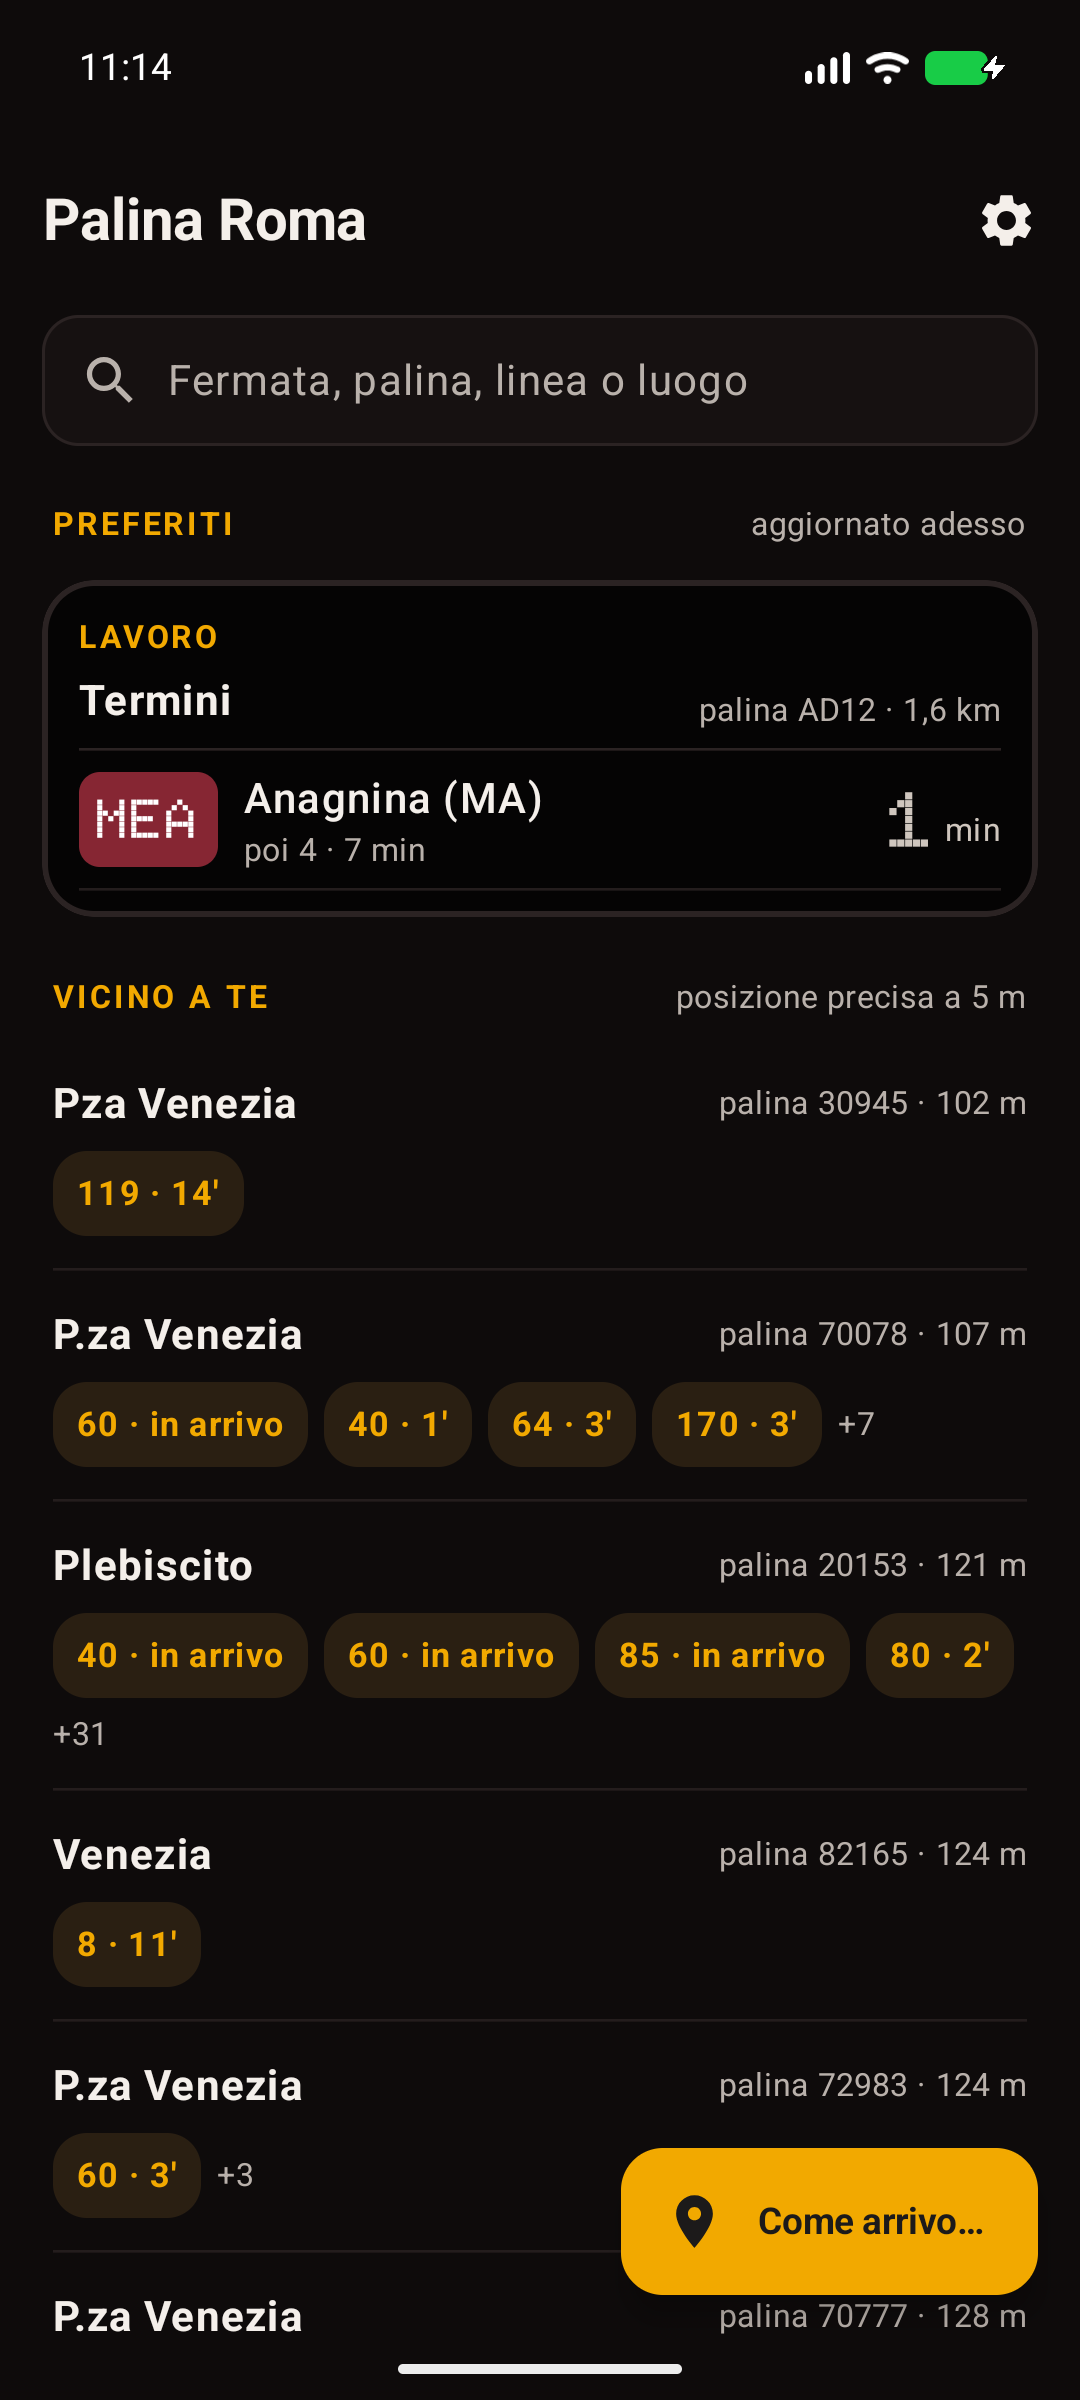 11:14
Palina Roma
Fermata, palina, linea o luogo
PREFERITI aggiornato adesso
LAVORO
Termini palina AD12 · 1,6 km
MEA Anagnina (MA) 1 min
poi 4 · 7 min
VICINO A TE posizione precisa a 5 m
Pza Venezia palina 30945 · 102 m
119 · 14'
P.za Venezia palina 70078 · 107 m
60 · in arrivo 40 · 1' 64 · 3' 170 · 3' +7
Plebiscito palina 20153 · 121 m
40 · in arrivo 60 · in arrivo 85 · in arrivo 80 · 2'
+31
Venezia palina 82165 · 124 m
8 · 11'
P.za Venezia palina 72983 · 124 m
60 · 3' +3
Come arrivo…
P.za Venezia palina 70777 · 128 m